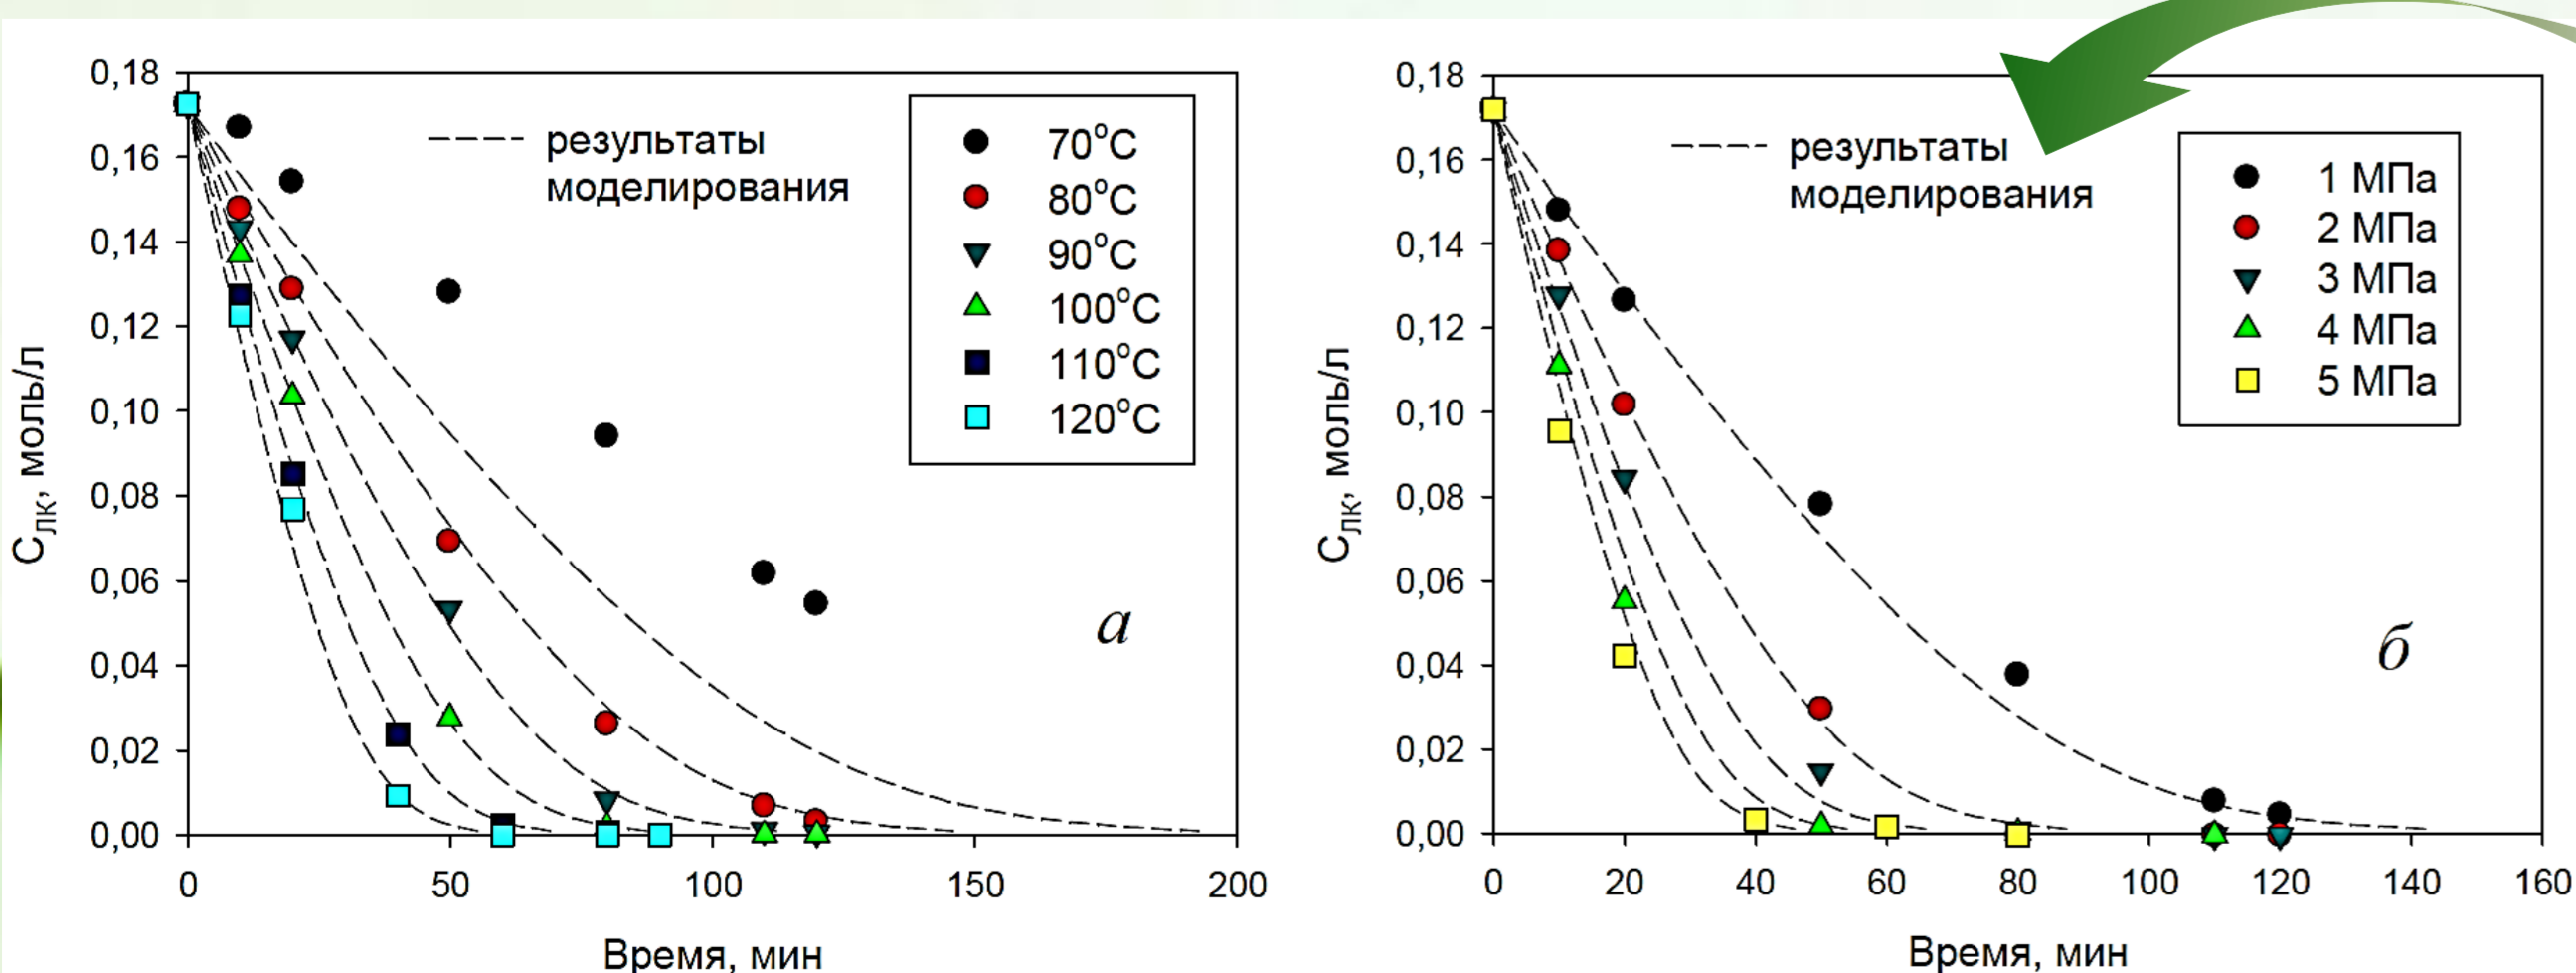 0,18
0,16
0,14
0,12
0,10
0,08
0,06
0,04
0,02
0,00
Cлк, моль/л
результаты
моделирования
70°C
80°C
90°C
100°C
110°C
120°C
а
0 50 100 150 200
Время, мин
0,18
0,16
0,14
0,12
0,10
0,08
0,06
0,04
0,02
0,00
Cлк, моль/л
результаты
моделирования
1 МПа
2 МПа
3 МПа
4 МПа
5 МПа
б
0 20 40 60 80 100 120 140 160
Время, мин